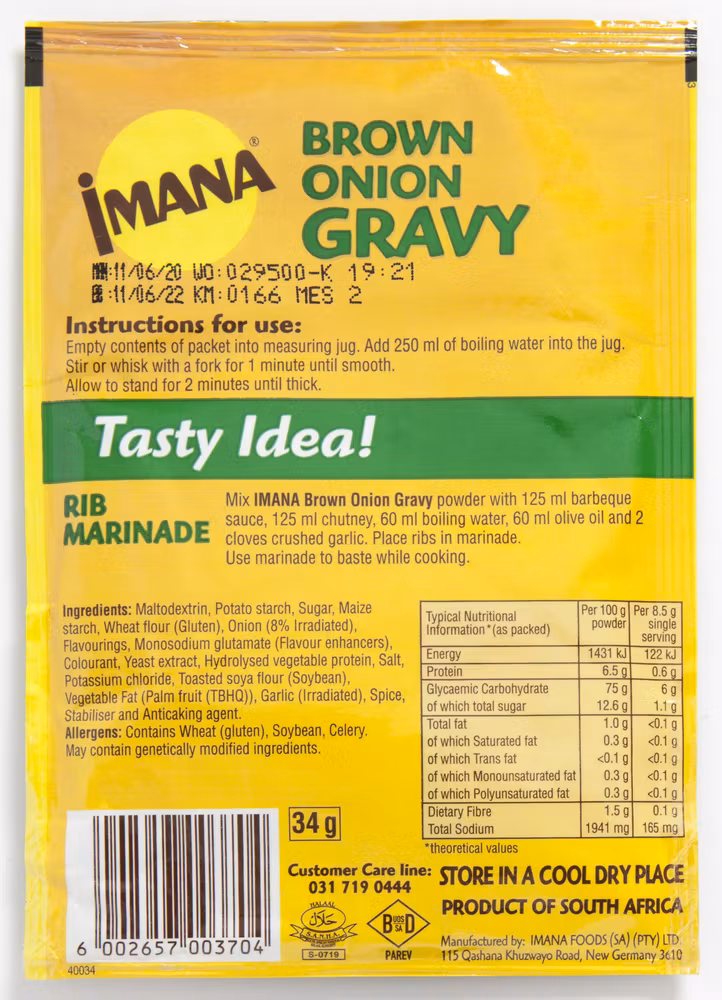 iMANA®
BROWN
ONION
GRAVY
:11/06/20 WO:029500-K 19:21
:11/06/22 KM:0166 MES 2
Instructions for use:
Empty contents of packet into measuring jug. Add 250 ml of boiling water into the jug.
Stir or whisk with a fork for 1 minute until smooth.
Allow to stand for 2 minutes until thick.
Tasty Idea!
RIB
MARINADE
Mix IMANA Brown Onion Gravy powder with 125 ml barbeque
sauce, 125 ml chutney, 60 ml boiling water, 60 ml olive oil and 2
cloves crushed garlic. Place ribs in marinade.
Use marinade to baste while cooking.
Ingredients: Maltodextrin, Potato starch, Sugar, Maize
starch, Wheat flour (Gluten), Onion (8% Irradiated),
Flavourings, Monosodium glutamate (Flavour enhancers),
Colourant, Yeast extract, Hydrolysed vegetable protein, Salt,
Potassium chloride, Toasted soya flour (Soybean),
Vegetable Fat (Palm fruit (TBHQ)), Garlic (Irradiated), Spice,
Stabiliser and Anticaking agent.
Allergens: Contains Wheat (gluten), Soybean, Celery.
May contain genetically modified ingredients.
Typical Nutritional Information*(as packed) Per 100 g powder Per 8.5 g single serving
Energy 1431 kJ 122 kJ
Protein 6.5 g 0.6 g
Glycaemic Carbohydrate 75 g 6 g
of which total sugar 12.6 g 1.1 g
Total fat 1.0 g <0.1 g
of which Saturated fat 0.3 g <0.1 g
of which Trans fat <0.1 g <0.1 g
of which Monounsaturated fat 0.3 g <0.1 g
of which Polyunsaturated fat 0.3 g <0.1 g
Dietary Fibre 1.5 g 0.1 g
Total Sodium 1941 mg 165 mg
*theoretical values
34 g
6 002657 003704
40034
Customer Care line:
031 719 0444
HALAAL
حلال
S.A.N.H.A.
S-0719
B UOS SA D
PAREV
STORE IN A COOL DRY PLACE
PRODUCT OF SOUTH AFRICA
Manufactured by: IMANA FOODS (SA) (PTY) LTD.
115 Qashana Khuzwayo Road, New Germany 3610